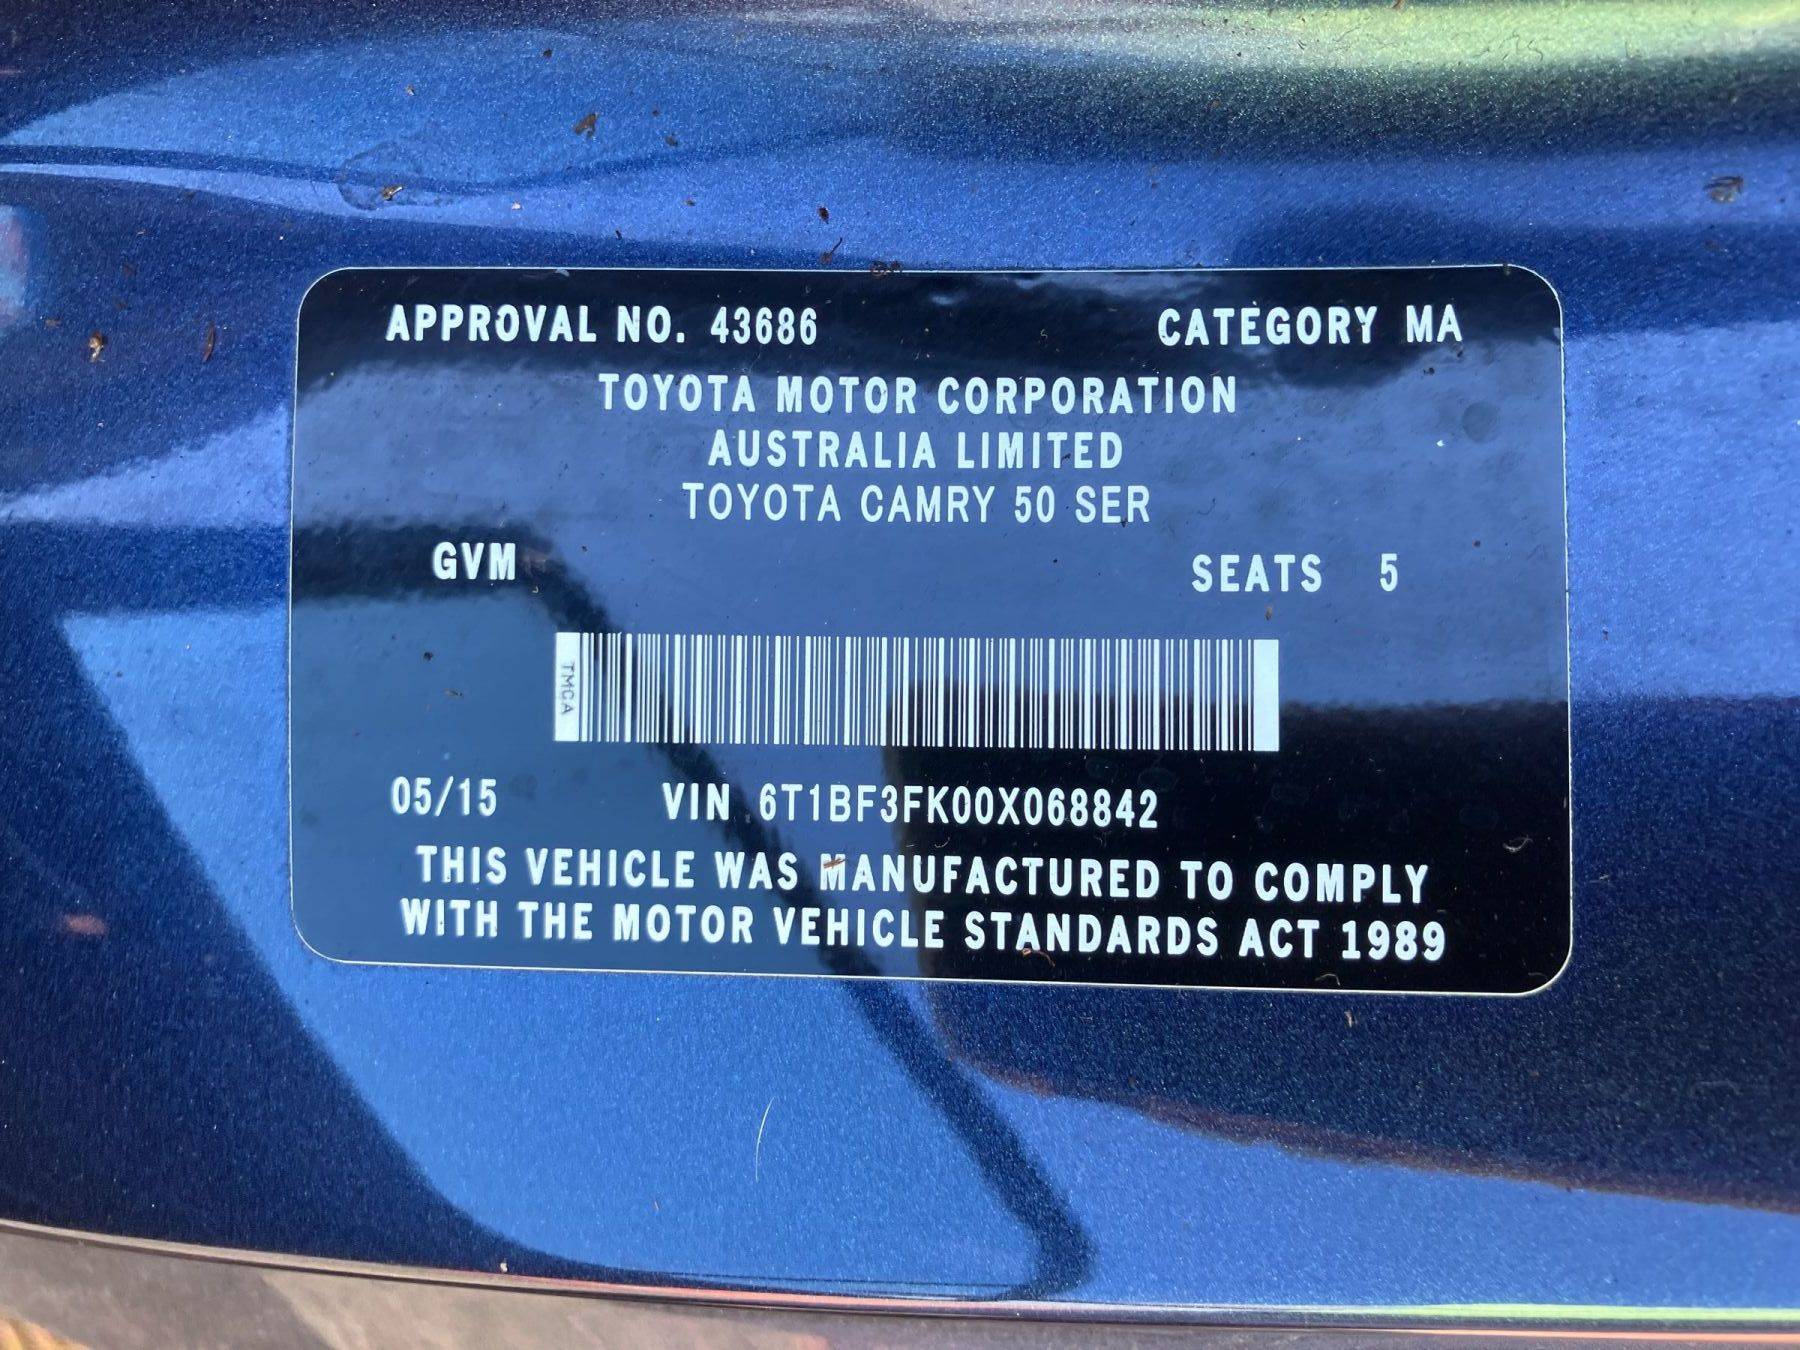 APPROVAL NO. 43686 CATEGORY MA
TOYOTA MOTOR CORPORATION
AUSTRALIA LIMITED
TOYOTA CAMRY 50 SER
GVM SEATS 5
TMCA
05/15 VIN 6T1BF3FK00X068842
THIS VEHICLE WAS MANUFACTURED TO COMPLY
WITH THE MOTOR VEHICLE STANDARDS ACT 1989